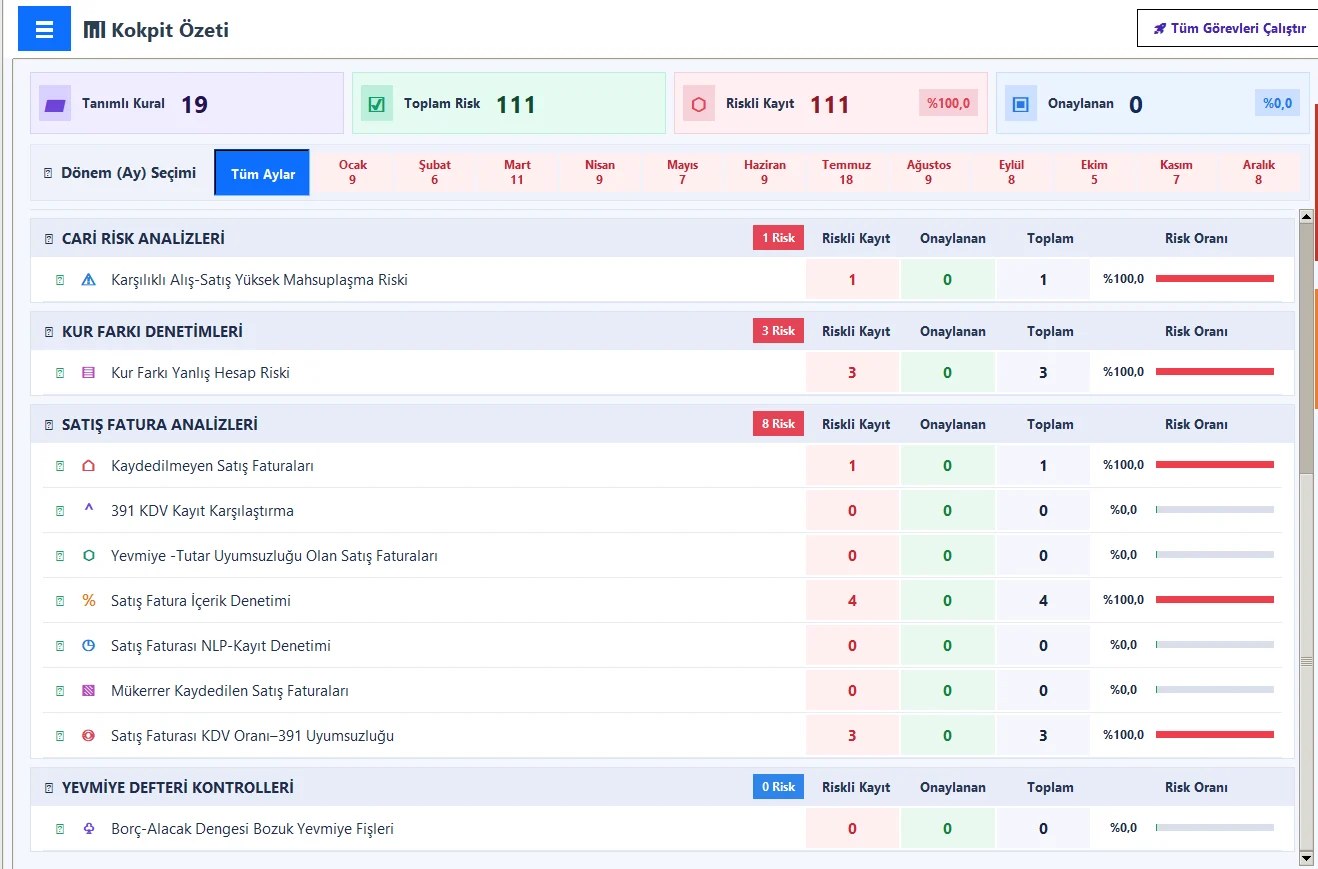 Kokpit Özeti
Tüm Görevleri Çalıştır
Tanımlı Kural 19
Toplam Risk 111
Riskli Kayıt 111 %100,0
Onaylanan 0 %0,0
Dönem (Ay) Seçimi
Tüm Aylar
Ocak
9
Şubat
6
Mart
11
Nisan
9
Mayıs
7
Haziran
9
Temmuz
18
Ağustos
9
Eylül
8
Ekim
5
Kasım
7
Aralık
8
CARİ RİSK ANALİZLERİ 1 Risk Riskli Kayıt Onaylanan Toplam Risk Oranı
Karşılıklı Alış-Satış Yüksek Mahsuplaşma Riski 1 0 1 %100,0
KUR FARKI DENETİMLERİ 3 Risk Riskli Kayıt Onaylanan Toplam Risk Oranı
Kur Farkı Yanlış Hesap Riski 3 0 3 %100,0
SATIŞ FATURA ANALİZLERİ 8 Risk Riskli Kayıt Onaylanan Toplam Risk Oranı
Kaydedilmeyen Satış Faturaları 1 0 1 %100,0
391 KDV Kayıt Karşılaştırma 0 0 0 %0,0
Yevmiye -Tutar Uyumsuzluğu Olan Satış Faturaları 0 0 0 %0,0
% Satış Fatura İçerik Denetimi 4 0 4 %100,0
Satış Faturası NLP-Kayıt Denetimi 0 0 0 %0,0
Mükerrer Kaydedilen Satış Faturaları 0 0 0 %0,0
Satış Faturası KDV Oranı–391 Uyumsuzluğu 3 0 3 %100,0
YEVMİYE DEFTERİ KONTROLLERİ 0 Risk Riskli Kayıt Onaylanan Toplam Risk Oranı
Borç-Alacak Dengesi Bozuk Yevmiye Fişleri 0 0 0 %0,0